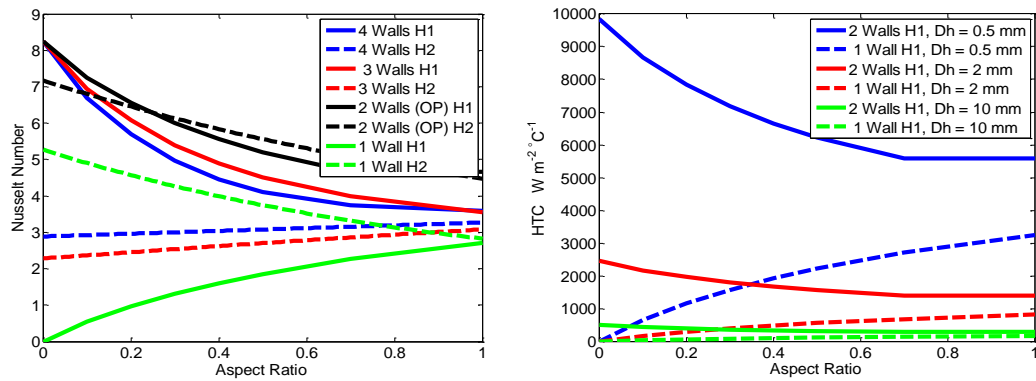 9
8
7
6
5
4
3
2
1
0
Nusselt Number
4 Walls H1
4 Walls H2
3 Walls H1
3 Walls H2
2 Walls (OP) H1
2 Walls (OP) H2
1 Wall H1
1 Wall H2
0 0.2 0.4 0.6 0.8 1
Aspect Ratio
10000
9000
8000
7000
6000
5000
4000
3000
2000
1000
0
HTC W m⁻² °C⁻¹
2 Walls H1, Dh = 0.5 mm
1 Wall H1, Dh = 0.5 mm
2 Walls H1, Dh = 2 mm
1 Wall H1, Dh = 2 mm
2 Walls H1, Dh = 10 mm
1 Wall H1, Dh = 10 mm
0 0.2 0.4 0.6 0.8 1
Aspect Ratio